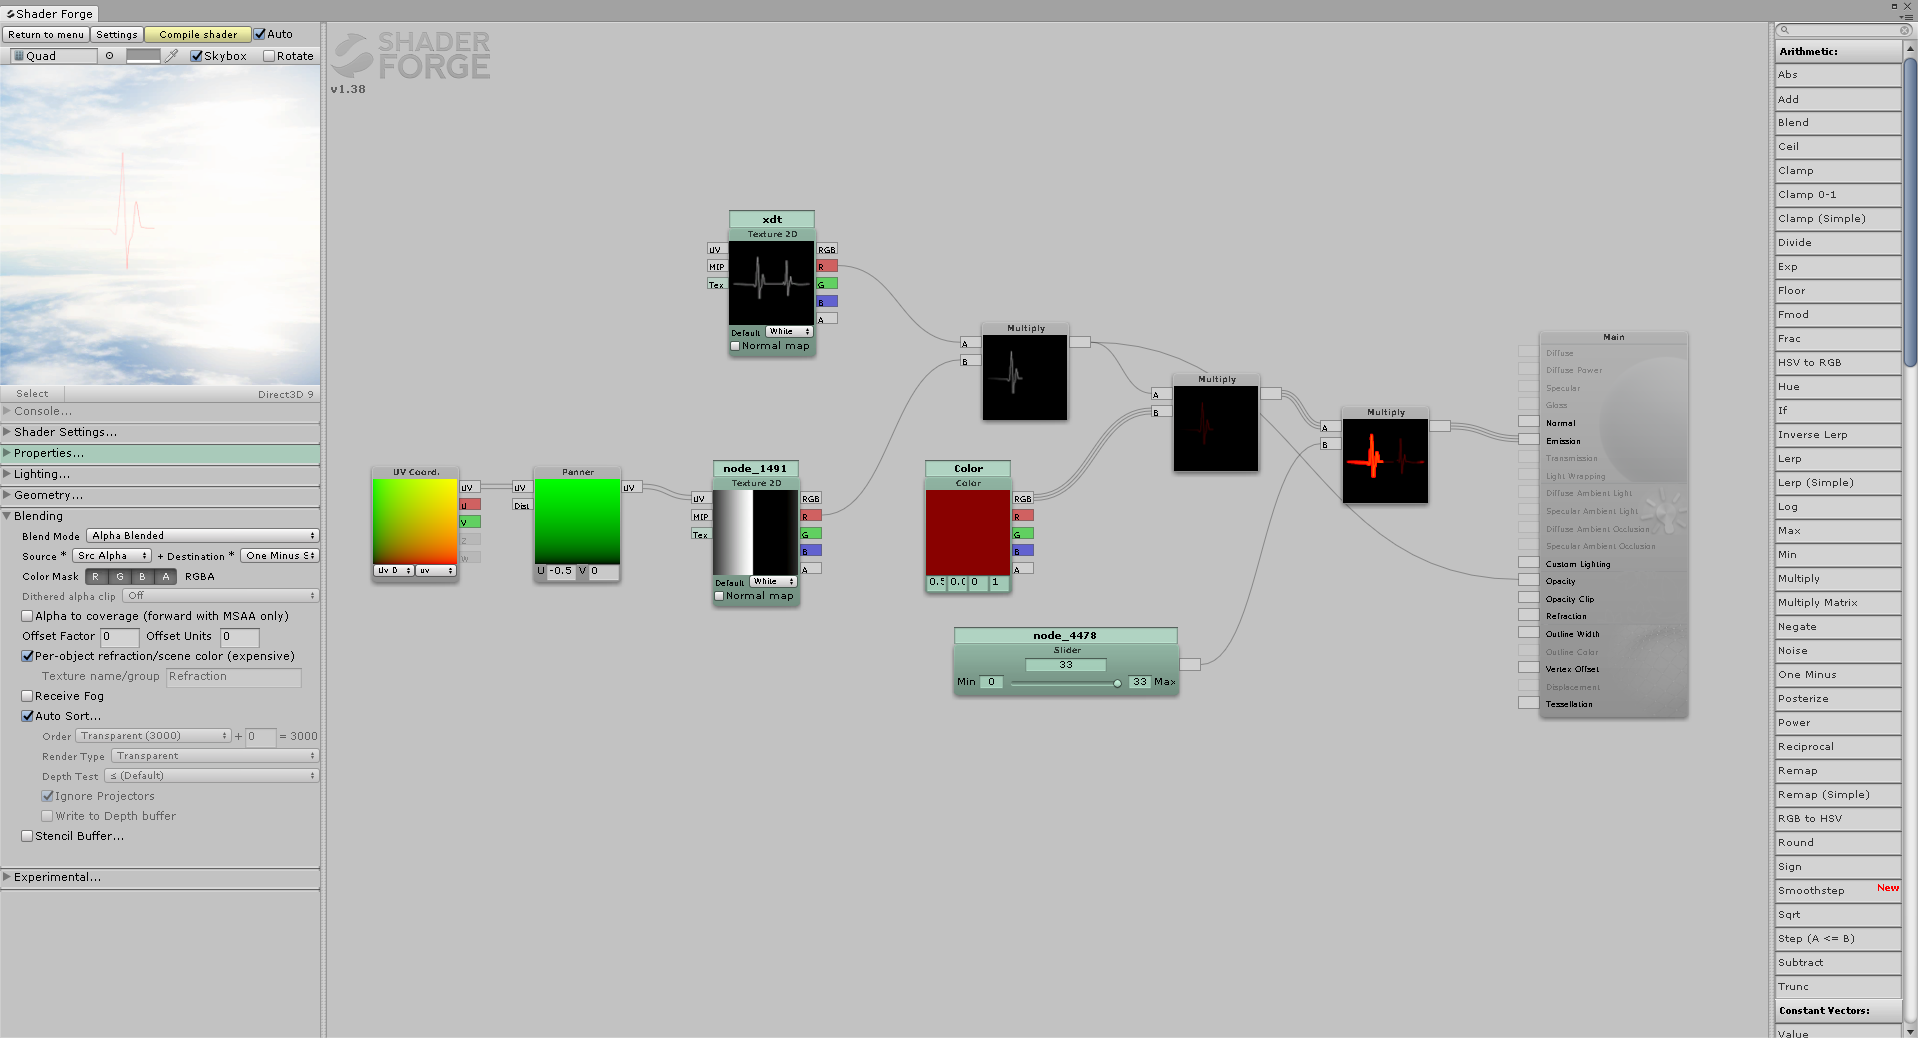 Shader Forge
Return to menu
Settings
Compile shader
Auto
Quad
Skybox
Rotate
Select
Direct3D 9
Console...
Shader Settings...
Properties...
Lighting...
Geometry...
Blending
Blend Mode
Alpha Blended
Source *
Src Alpha
+ Destination *
One Minus S
Color Mask
R G B A
RGBA
Dithered alpha clip
Off
Alpha to coverage (forward with MSAA only)
Offset Factor
0
Offset Units
0
Per-object refraction/scene color (expensive)
Texture name/group
Refraction
Receive Fog
Auto Sort...
Order
Transparent (3000)
+
0
= 3000
Render Type
Transparent
Depth Test
≤ (Default)
Ignore Projectors
Write to Depth buffer
Stencil Buffer...
Experimental...
SHADER
FORGE
v1.38
xdt
Texture 2D
UV
MIP
Tex
RGB
R
G
B
A
Default
White
Normal map
UV Coord.
UV
U
V
Z
W
UV 0
uv
Panner
UV
Dist
UV
U -0.5 V 0
node_1491
Texture 2D
UV
MIP
Tex
RGB
R
G
B
A
Default
White
Normal map
Multiply
A
B
Color
Color
RGB
R
G
B
A
0.5
0.0
0
1
node_4478
Slider
33
Min
0
33
Max
Multiply
A
B
Multiply
A
B
Main
Diffuse
Diffuse Power
Specular
Gloss
Normal
Emission
Transmission
Light Wrapping
Diffuse Ambient Light
Specular Ambient Light
Diffuse Ambient Occlusion
Specular Ambient Occlusion
Custom Lighting
Opacity
Opacity Clip
Refraction
Outline Width
Outline Color
Vertex Offset
Displacement
Tessellation
Arithmetic:
Abs
Add
Blend
Ceil
Clamp
Clamp 0-1
Clamp (Simple)
Divide
Exp
Floor
Fmod
Frac
HSV to RGB
Hue
If
Inverse Lerp
Lerp
Lerp (Simple)
Log
Max
Min
Multiply
Multiply Matrix
Negate
Noise
One Minus
Posterize
Power
Reciprocal
Remap
Remap (Simple)
RGB to HSV
Round
Sign
Smoothstep
New
Sqrt
Step (A <= B)
Subtract
Trunc
Constant Vectors:
Value